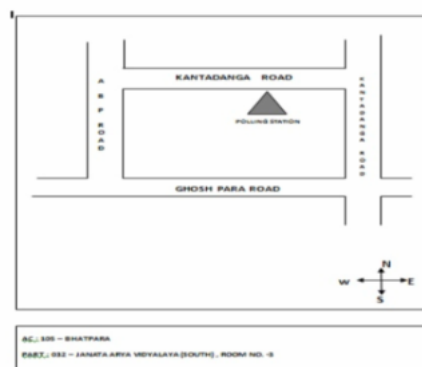 KANTADANGA ROAD
A B P ROAD
KANTADANGA ROAD
POLLING STATION
GHOSH PARA ROAD
N
W E
S
AC : 105 – BHATPARA
PART : 032 – JANATA ARYA VIDYALAYA (SOUTH) , ROOM NO. -3